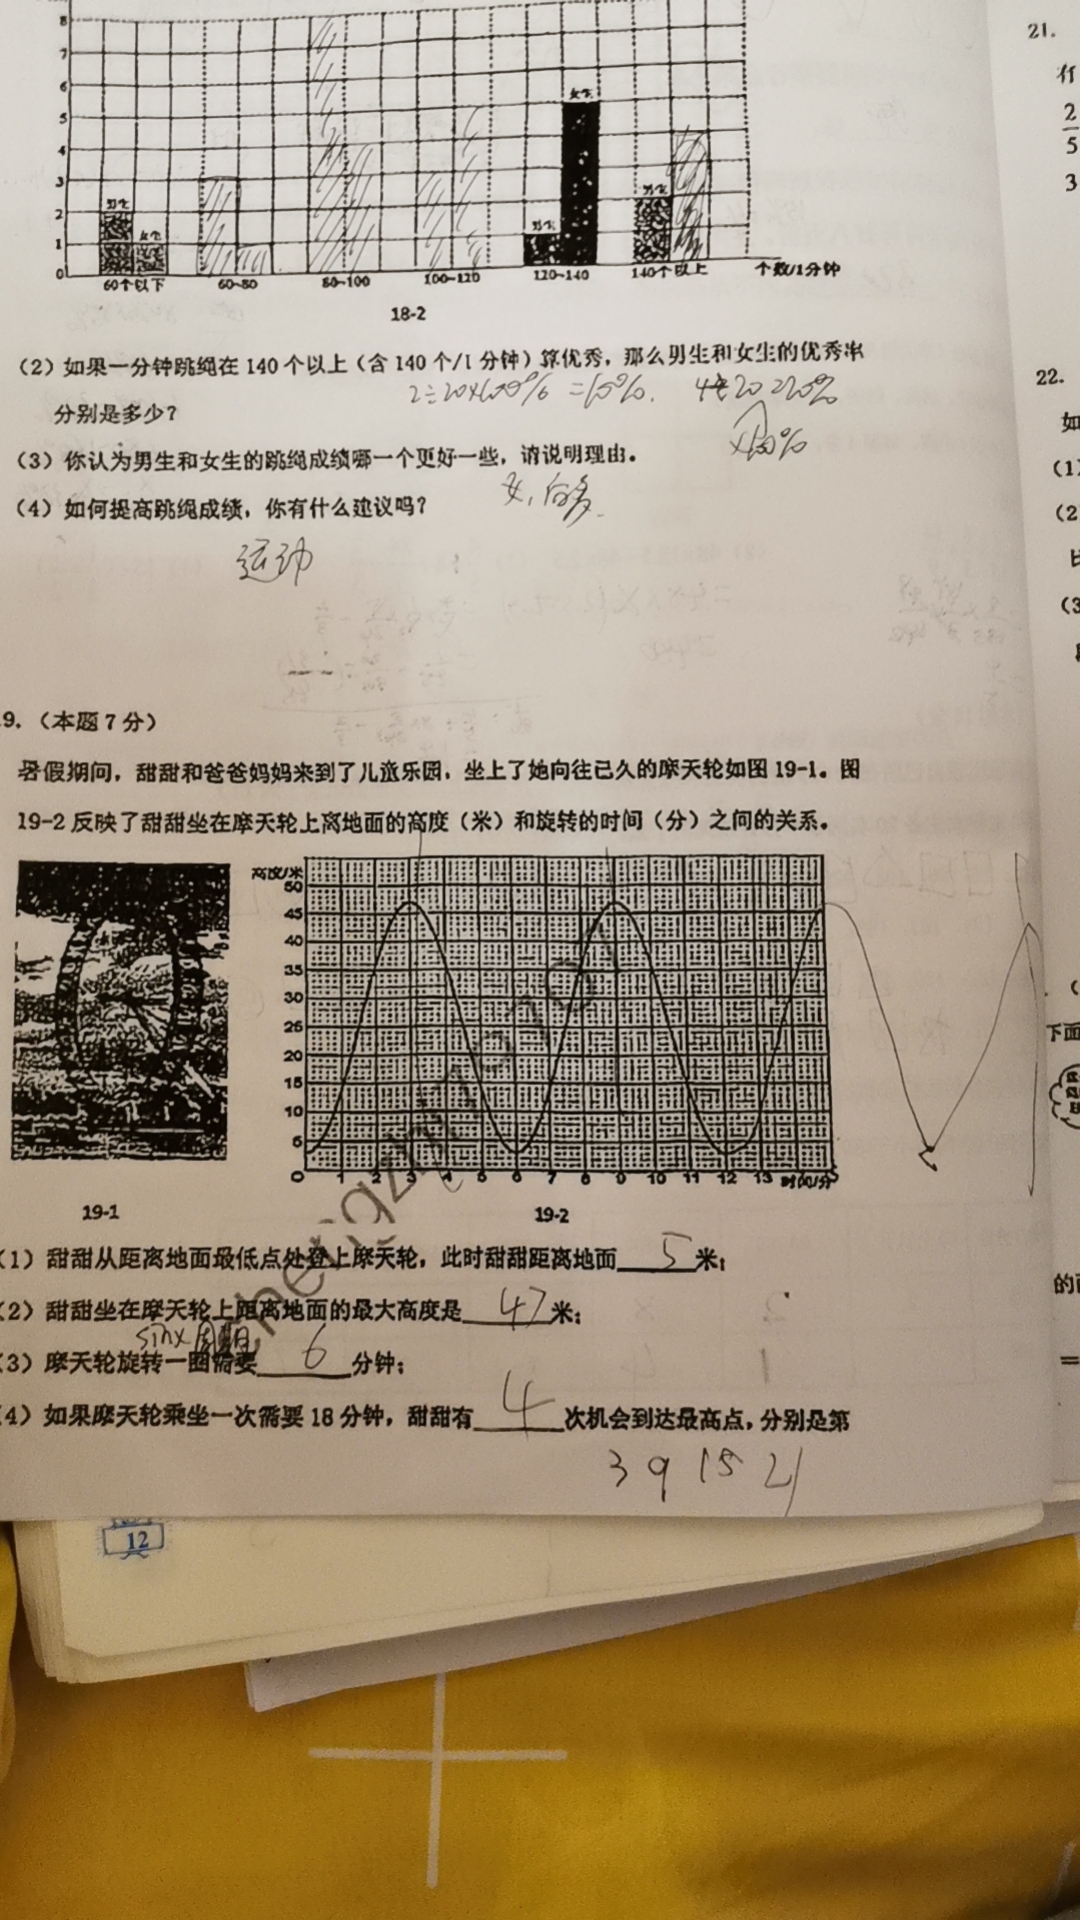 8
7
6
5
4
3
2
1
0
男生
女生
男生
女生
男生
60个以下 60~80 80~100 100~120 120~140 140个以上 个数/1分钟
18-2
(2)如果一分钟跳绳在140个以上(含140个/1分钟)算优秀，那么男生和女生的优秀率
分别是多少?
2÷20×100%=10%. 4÷20=20%
×100%
(3)你认为男生和女生的跳绳成绩哪一个更好一些，请说明理由。
女，
(4)如何提高跳绳成绩，你有什么建议吗?
运动
9.(本题7分)
暑假期间，甜甜和爸爸妈妈来到了儿童乐园，坐上了她向往已久的摩天轮如图19-1。图
19-2反映了甜甜坐在摩天轮上离地面的高度(米)和旋转的时间(分)之间的关系。
高度/米
50
45
40
35
30
25
20
15
10
5
0 1 2 3 4 5 6 7 8 9 10 11 12 13 时间/分
19-1
19-2
(1)甜甜从距离地面最低点处登上摩天轮，此时甜甜距离地面 5 米;
(2)甜甜坐在摩天轮上距离地面的最大高度是 47 米;
sinx周期
(3)摩天轮旋转一圈需要 6 分钟;
(4)如果摩天轮乘坐一次需要18分钟，甜甜有 4 次机会到达最高点，分别是第
3 9 15 21
12
21.
2
5
3
22.
如
(1)
(2
(3
下面
的
=